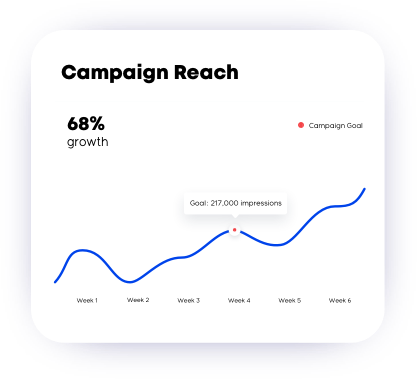 Campaign Reach
68%
growth
Campaign Goal
Goal: 217,000 impressions
Week 1 Week 2 Week 3 Week 4 Week 5 Week 6